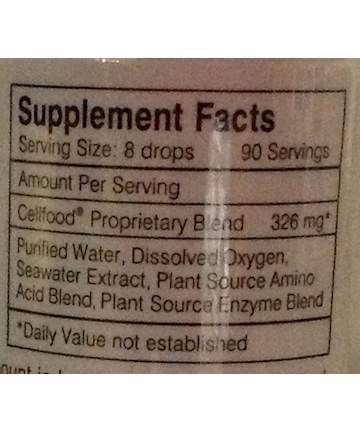 Supplement Facts
Serving Size: 8 drops 90 Servings
Amount Per Serving
Cellfood® Proprietary Blend 326 mg*
Purified Water, Dissolved Oxygen,
Seawater Extract, Plant Source Amino
Acid Blend, Plant Source Enzyme Blend
*Daily Value not established